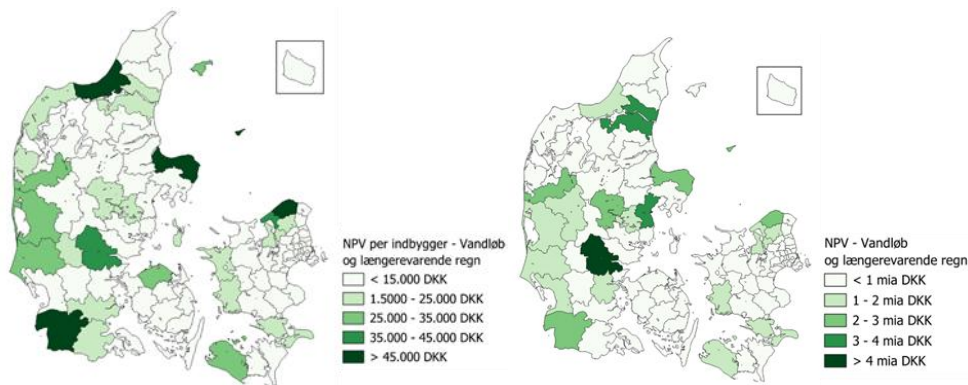 NPV per indbygger - Vandløb
og længerevarende regn
< 15.000 DKK
1.5000 - 25.000 DKK
25.000 - 35.000 DKK
35.000 - 45.000 DKK
> 45.000 DKK
NPV - Vandløb
og længerevarende regn
< 1 mia DKK
1 - 2 mia DKK
2 - 3 mia DKK
3 - 4 mia DKK
> 4 mia DKK